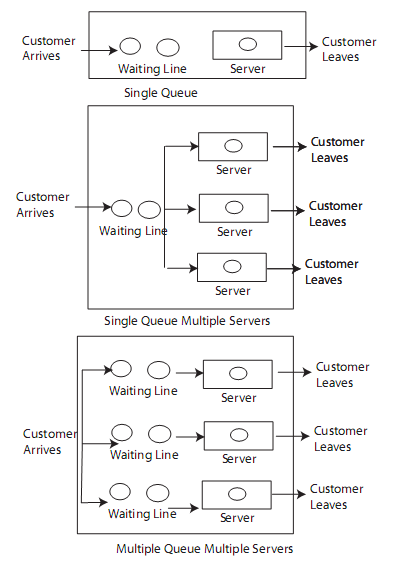 Customer
Arrives
Waiting Line
Server
Customer
Leaves
Single Queue
Customer
Arrives
Waiting Line
Server
Customer
Leaves
Server
Customer
Leaves
Server
Customer
Leaves
Single Queue Multiple Servers
Customer
Arrives
Waiting Line
Server
Customer
Leaves
Waiting Line
Server
Customer
Leaves
Waiting Line
Server
Customer
Leaves
Multiple Queue Multiple Servers